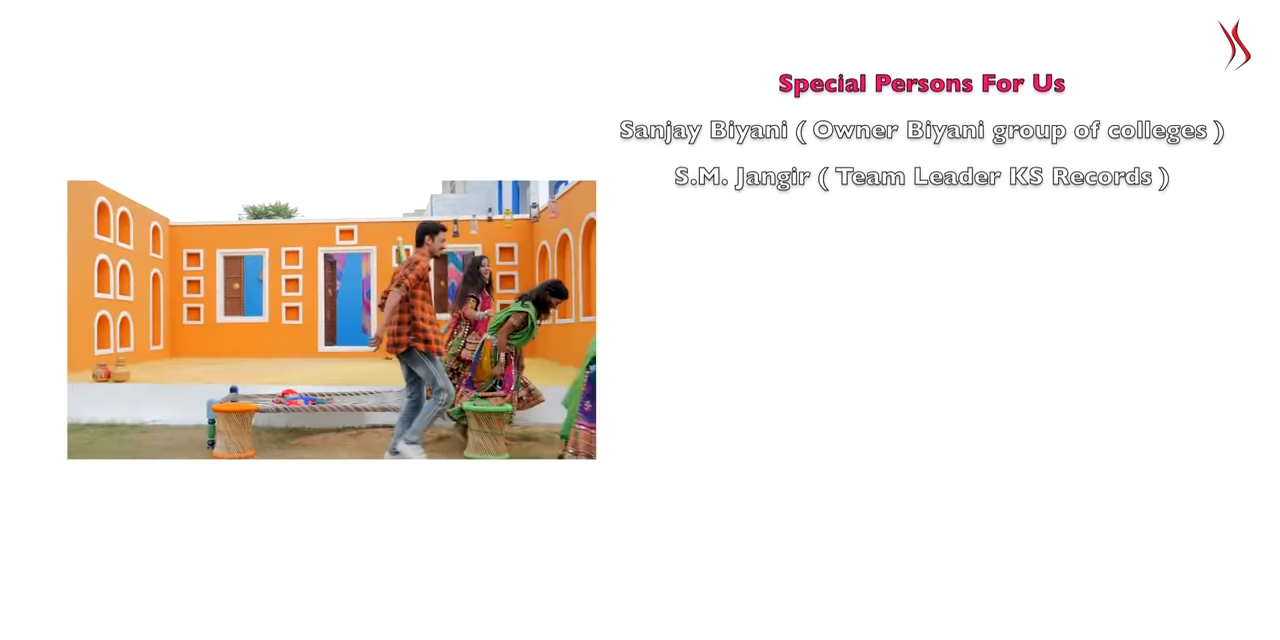 Special Persons For Us
Sanjay Biyani ( Owner Biyani group of colleges )
S.M. Jangir ( Team Leader KS Records )